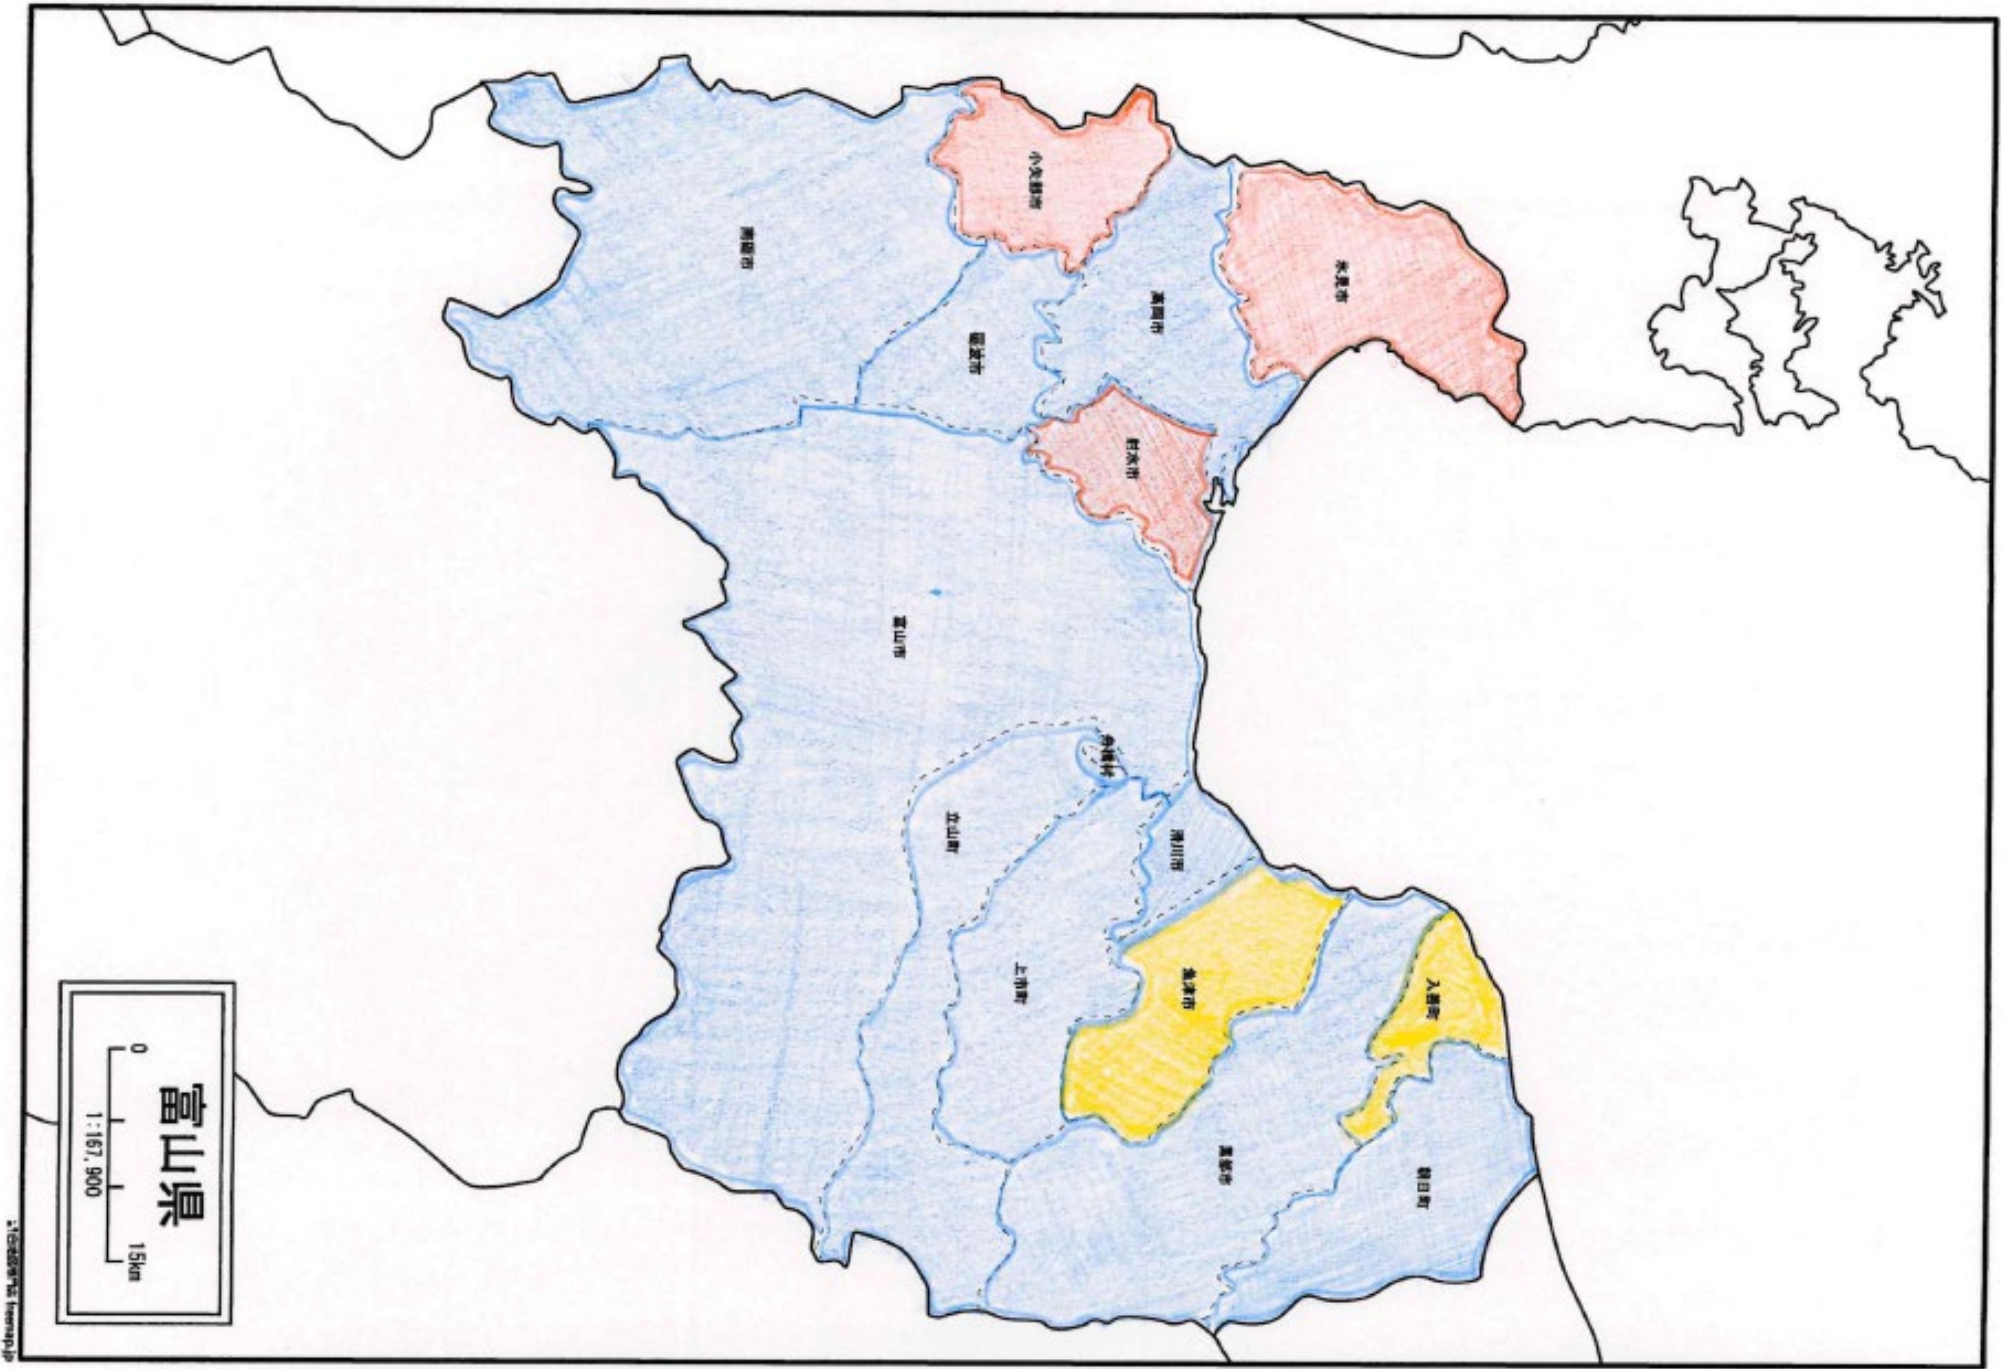 氷見市
小矢部市
高岡市
南砺市
砺波市
射水市
富山市
舟橋村
立山町
滑川市
上市町
魚津市
入善町
黒部市
朝日町
富山県
0
15km
1:167,900
freemap.jp